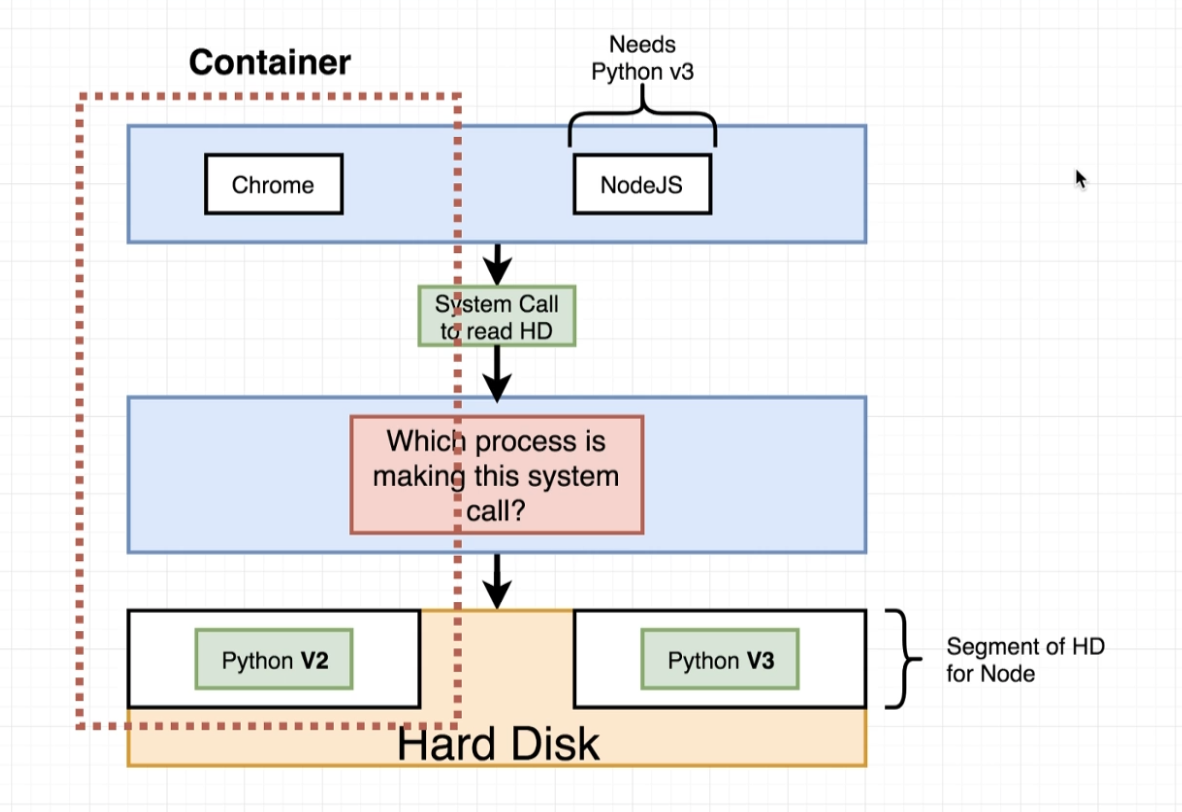 Container
Needs
Python v3
Chrome
NodeJS
System Call
to read HD
Which process is
making this system
call?
Python V2
Python V3
Segment of HD
for Node
Hard Disk